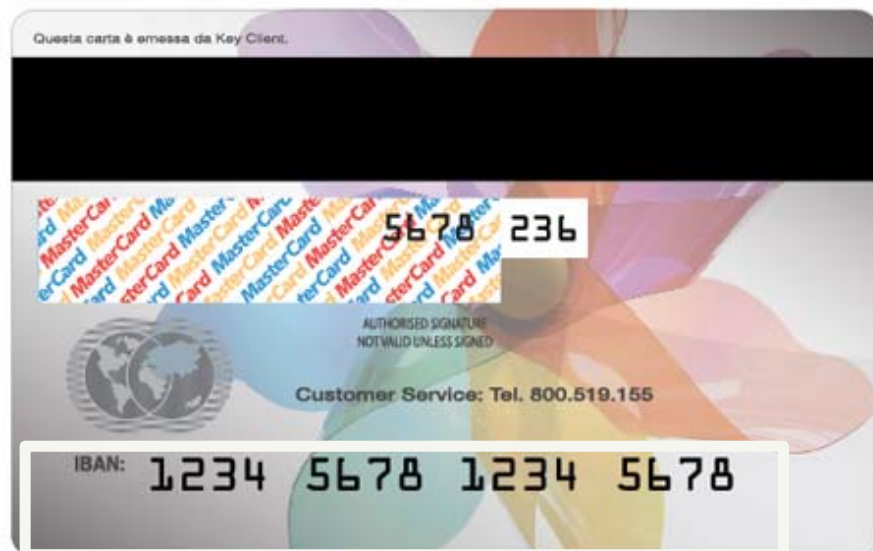 Questa carta è emessa da Key Client.
5678 236
AUTHORISED SIGNATURE
NOT VALID UNLESS SIGNED
Customer Service: Tel. 800.519.155
IBAN: 1234 5678 1234 5678